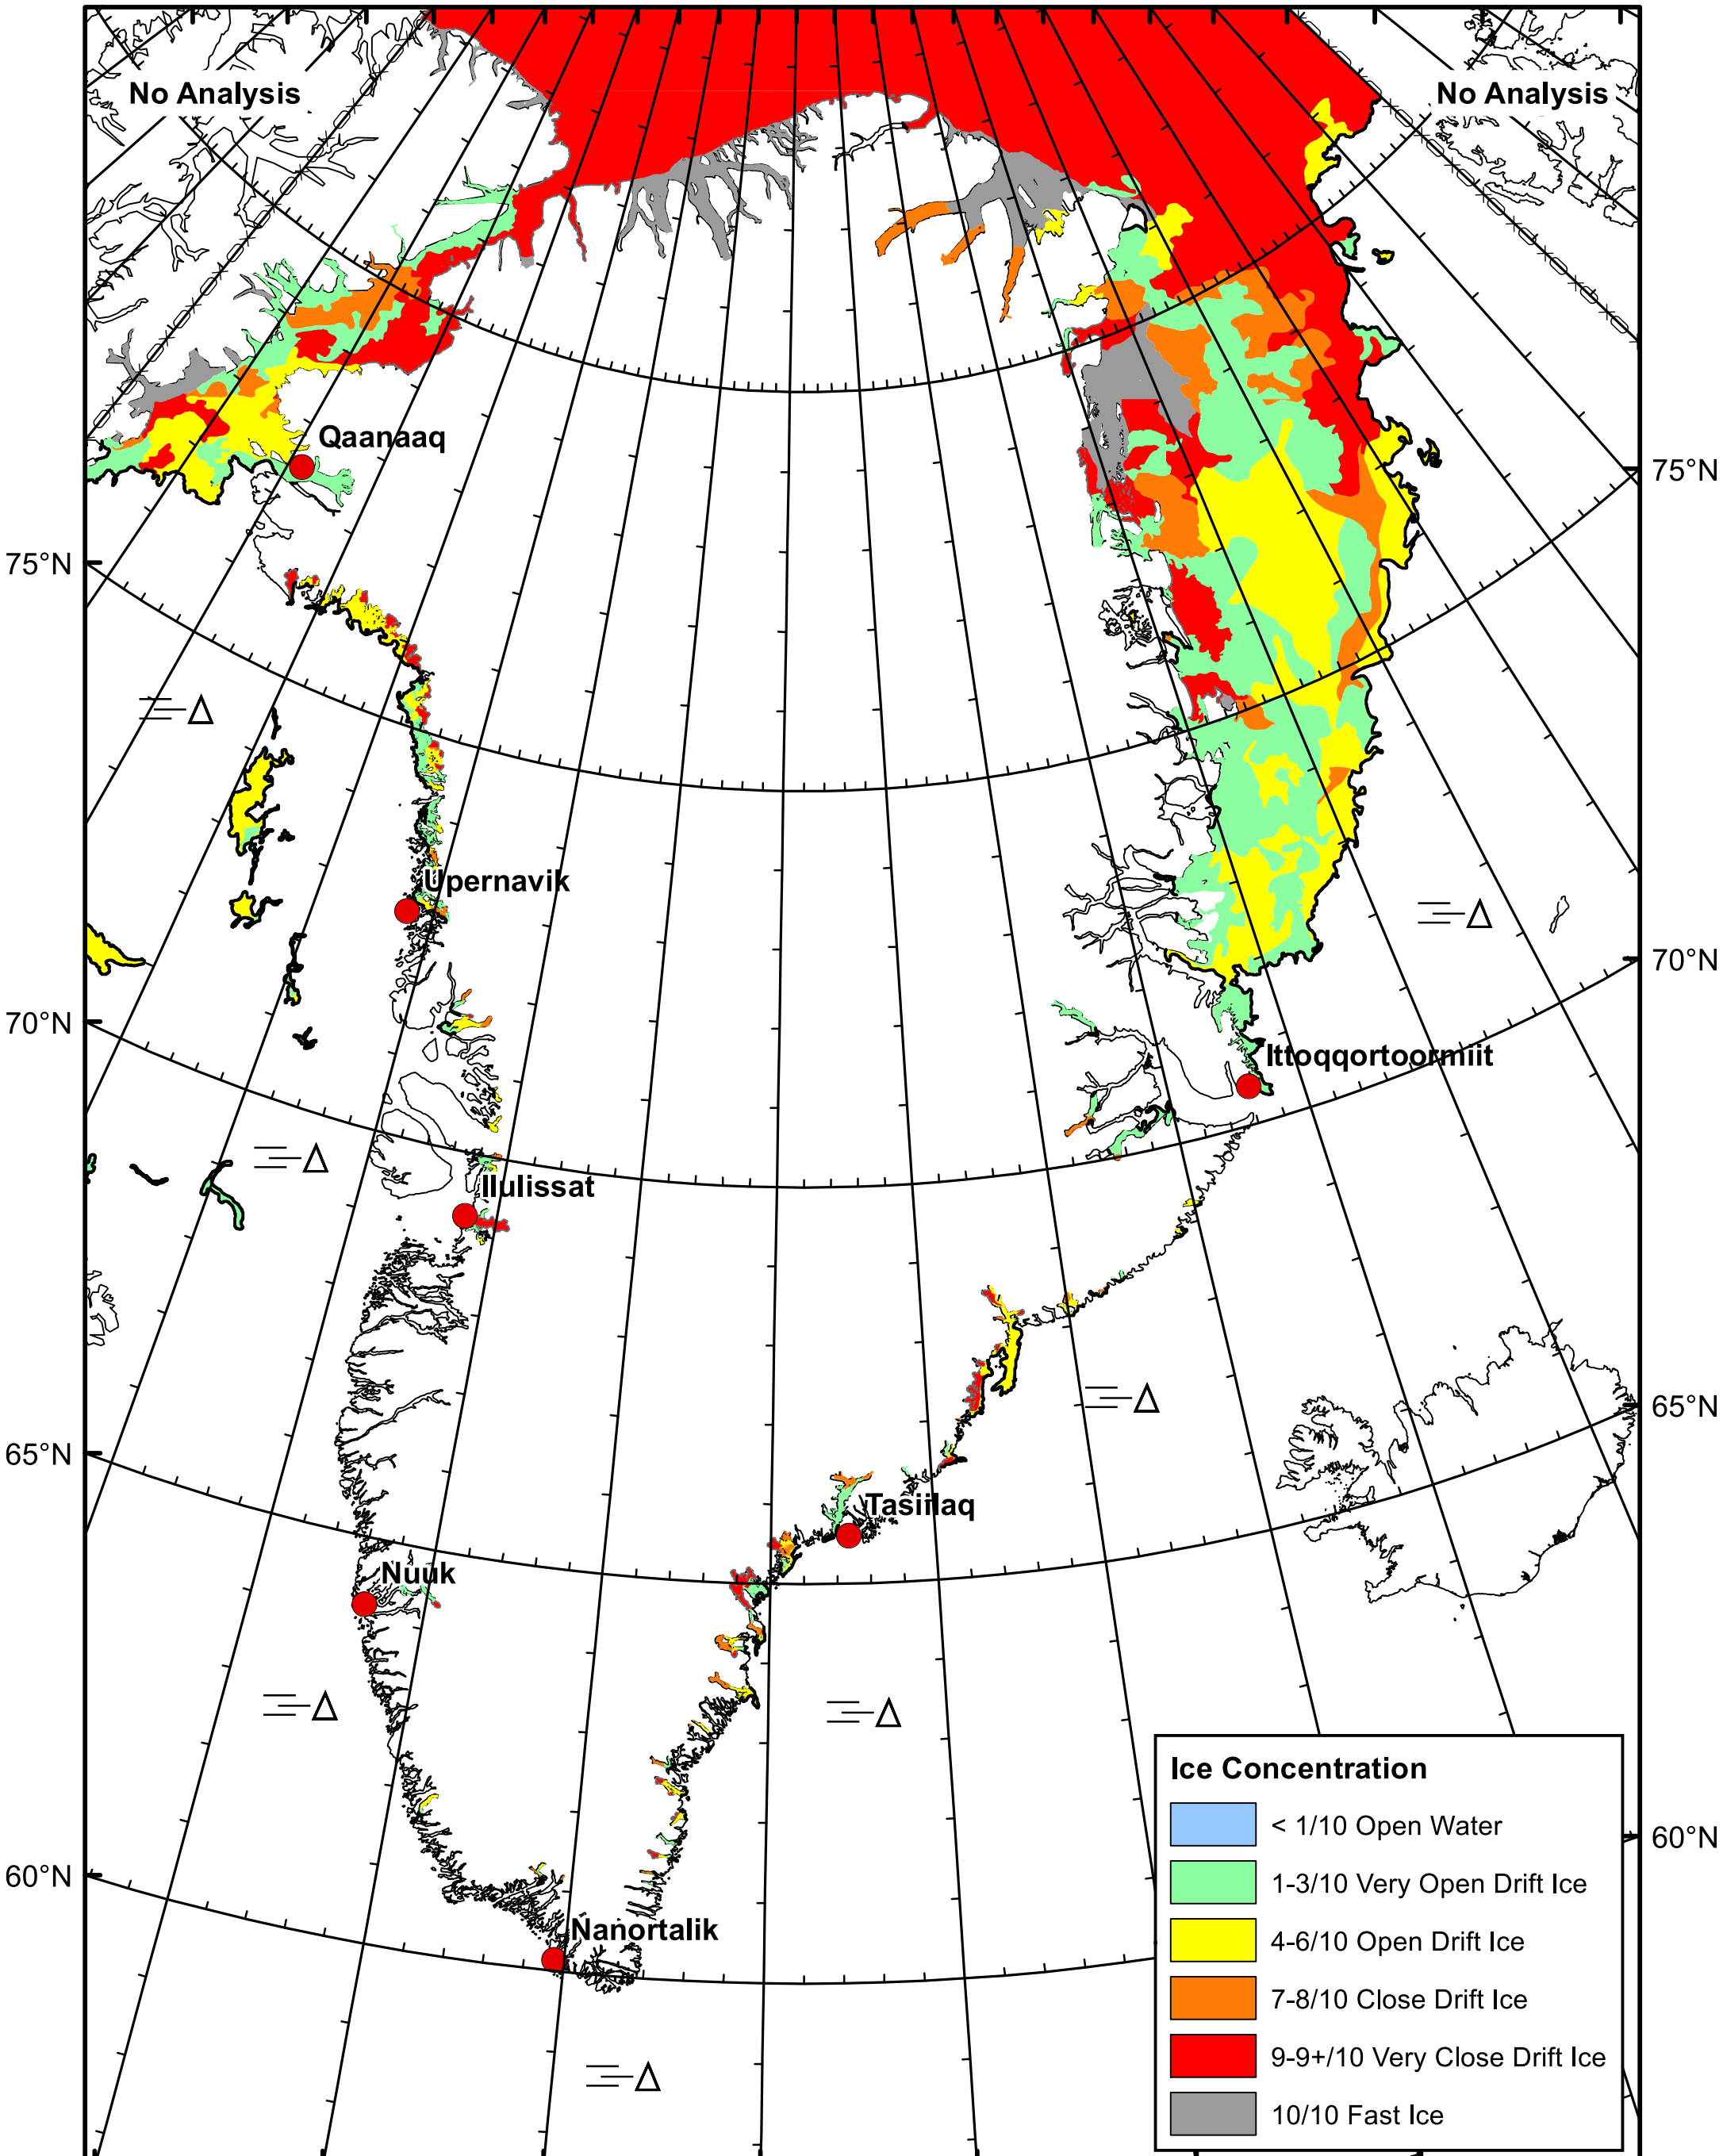 No Analysis
No Analysis
Qaanaaq
75°N
75°N
Upernavik
70°N
70°N
Ittoqqortoormiit
Ilulissat
65°N
65°N
Tasiilaq
Nuuk
Ice Concentration
< 1/10 Open Water
1-3/10 Very Open Drift Ice
4-6/10 Open Drift Ice
7-8/10 Close Drift Ice
9-9+/10 Very Close Drift Ice
10/10 Fast Ice
60°N
60°N
Nanortalik